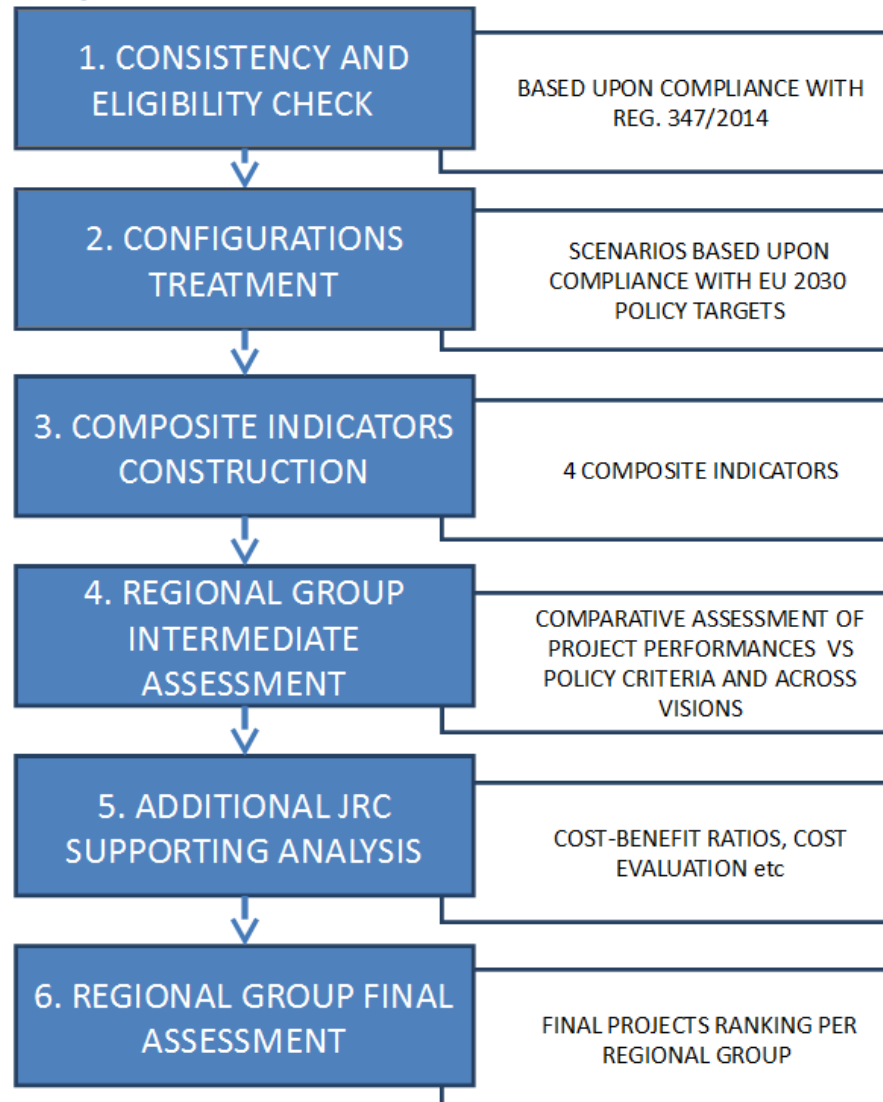 1. CONSISTENCY AND
ELIGIBILITY CHECK
BASED UPON COMPLIANCE WITH
REG. 347/2014
2. CONFIGURATIONS
TREATMENT
SCENARIOS BASED UPON
COMPLIANCE WITH EU 2030
POLICY TARGETS
3. COMPOSITE INDICATORS
CONSTRUCTION
4 COMPOSITE INDICATORS
4. REGIONAL GROUP
INTERMEDIATE
ASSESSMENT
COMPARATIVE ASSESSMENT OF
PROJECT PERFORMANCES VS
POLICY CRITERIA AND ACROSS
VISIONS
5. ADDITIONAL JRC
SUPPORTING ANALYSIS
COST-BENEFIT RATIOS, COST
EVALUATION etc
6. REGIONAL GROUP FINAL
ASSESSMENT
FINAL PROJECTS RANKING PER
REGIONAL GROUP